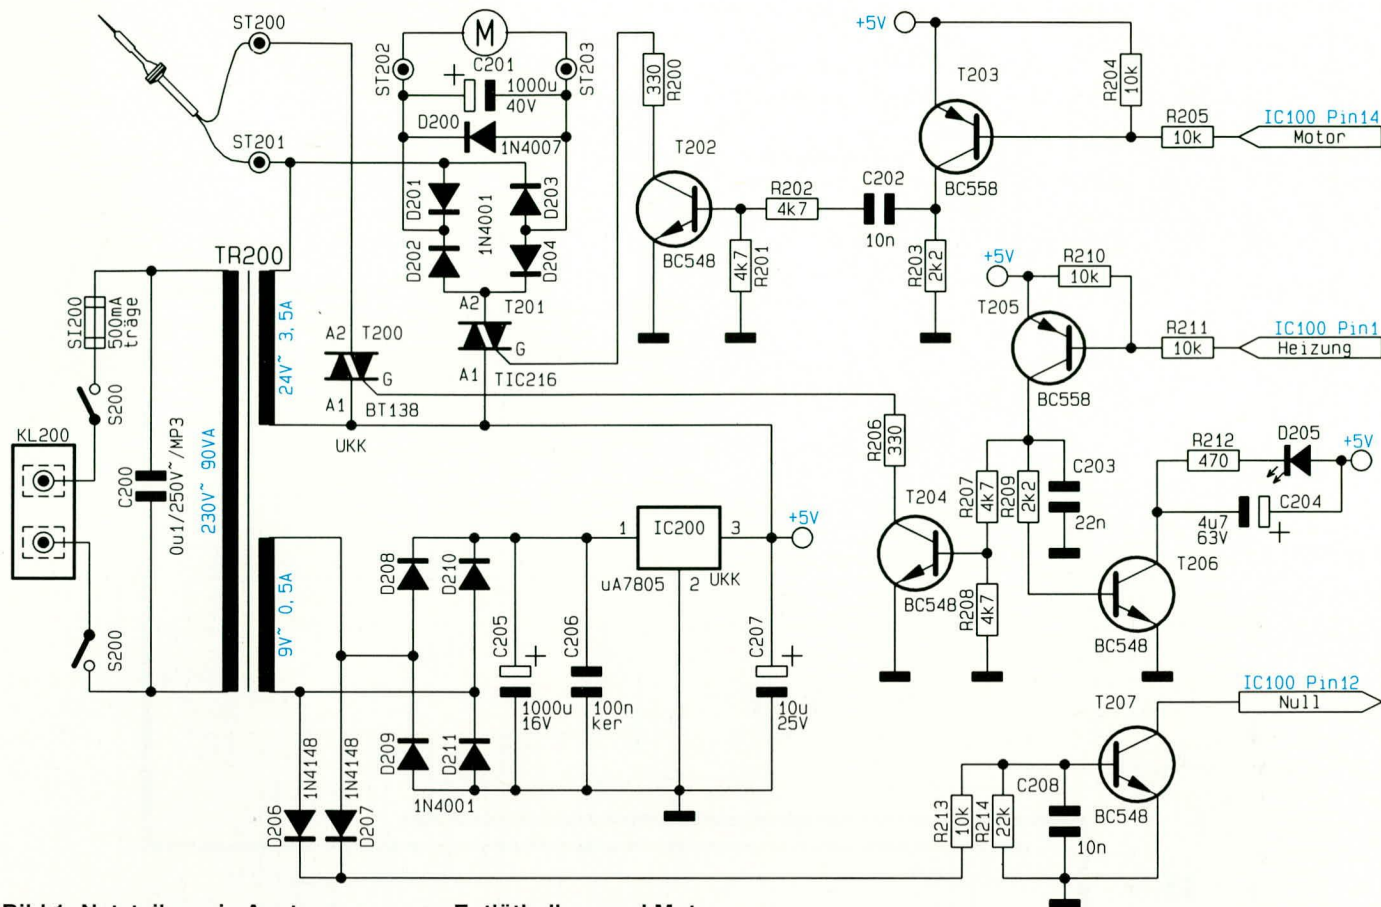 ST200
ST201
ST202
M
C201
+
1000u
40V
ST203
D200
1N4007
D201
D202
1N4001
D203
D204
330
R200
T202
BC548
4k7
R201
R202
4k7
C202
10n
+5V
T203
BC558
R203
2k2
R204
10k
R205
10k
IC100 Pin14
Motor
TR200
SI200
500mA
träge
S200
KL200
S200
C200
0u1/250V~/MP3
230V~ 90VA
24V~ 3,5A
9V~ 0,5A
A2
T200
G
A1
BT138
UKK
A2
T201
G
A1
TIC216
+5V
R210
10k
T205
BC558
R211
10k
IC100 Pin1
Heizung
R206
330
T204
BC548
R207
4k7
R209
2k2
C203
22n
R208
4k7
R212
470
D205
+5V
4u7
63V
C204
+
T206
BC548
1
IC200
3
uA7805
2
UKK
+5V
D208
D210
D209
D211
1N4001
C205
+
1000u
16V
C206
100n
ker
C207
+
10u
25V
1N4148
1N4148
D206
D207
IC100 Pin12
Null
T207
BC548
R213
10k
R214
22k
C208
10n